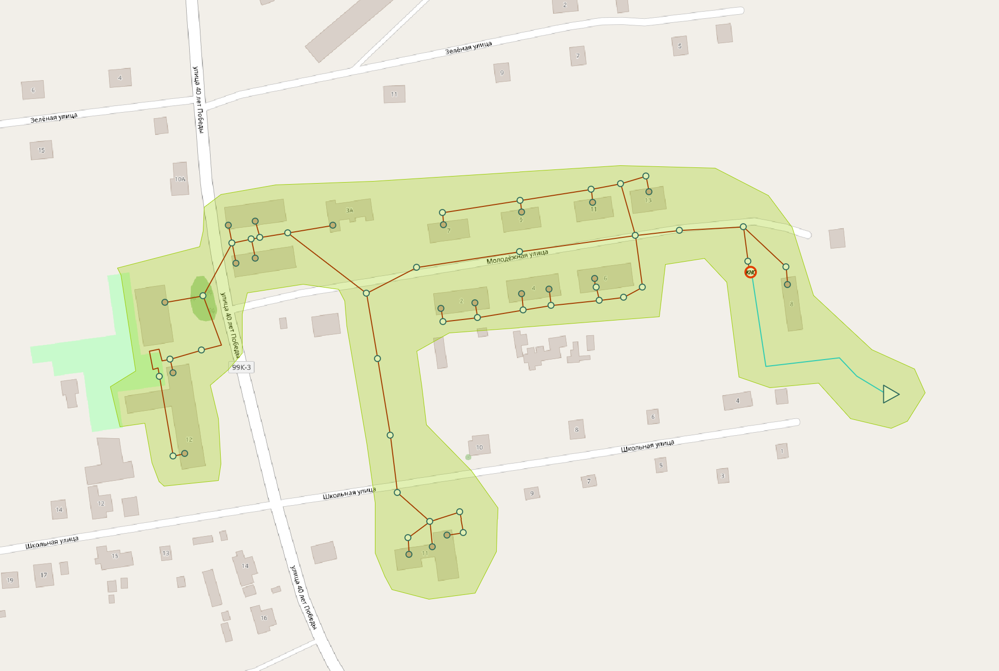 2
Зелёная улица
5
7
9
4
6
11
улица 40 лет Победы
Зелёная улица
15
10А
3А
13
11
9
7
Молодёжная улица
КНС
6
4
2
8
улица 40 лет Победы
99К-3
4
6
8
12
10
Школьная улица
1
5
3
7
9
Школьная улица
12
14
Школьная улица
15
13
11
14
17
19
улица 40 лет Победы
16